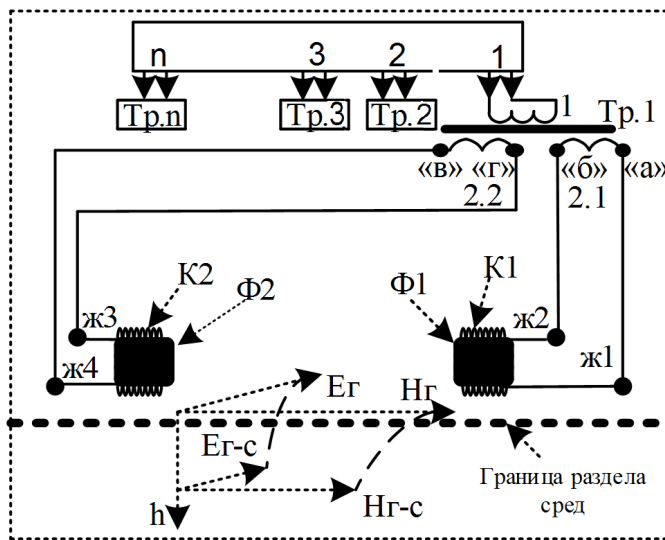 n 3 2 1
Тр.n Тр.3 Тр.2 1 Тр.1
«в» «г» «б» «а»
2.2 2.1
К2 К1
Ф2 Ф1
ж3 ж2
ж4 ж1
Ег Нг
Ег-с
Граница раздела
сред
h Нг-с